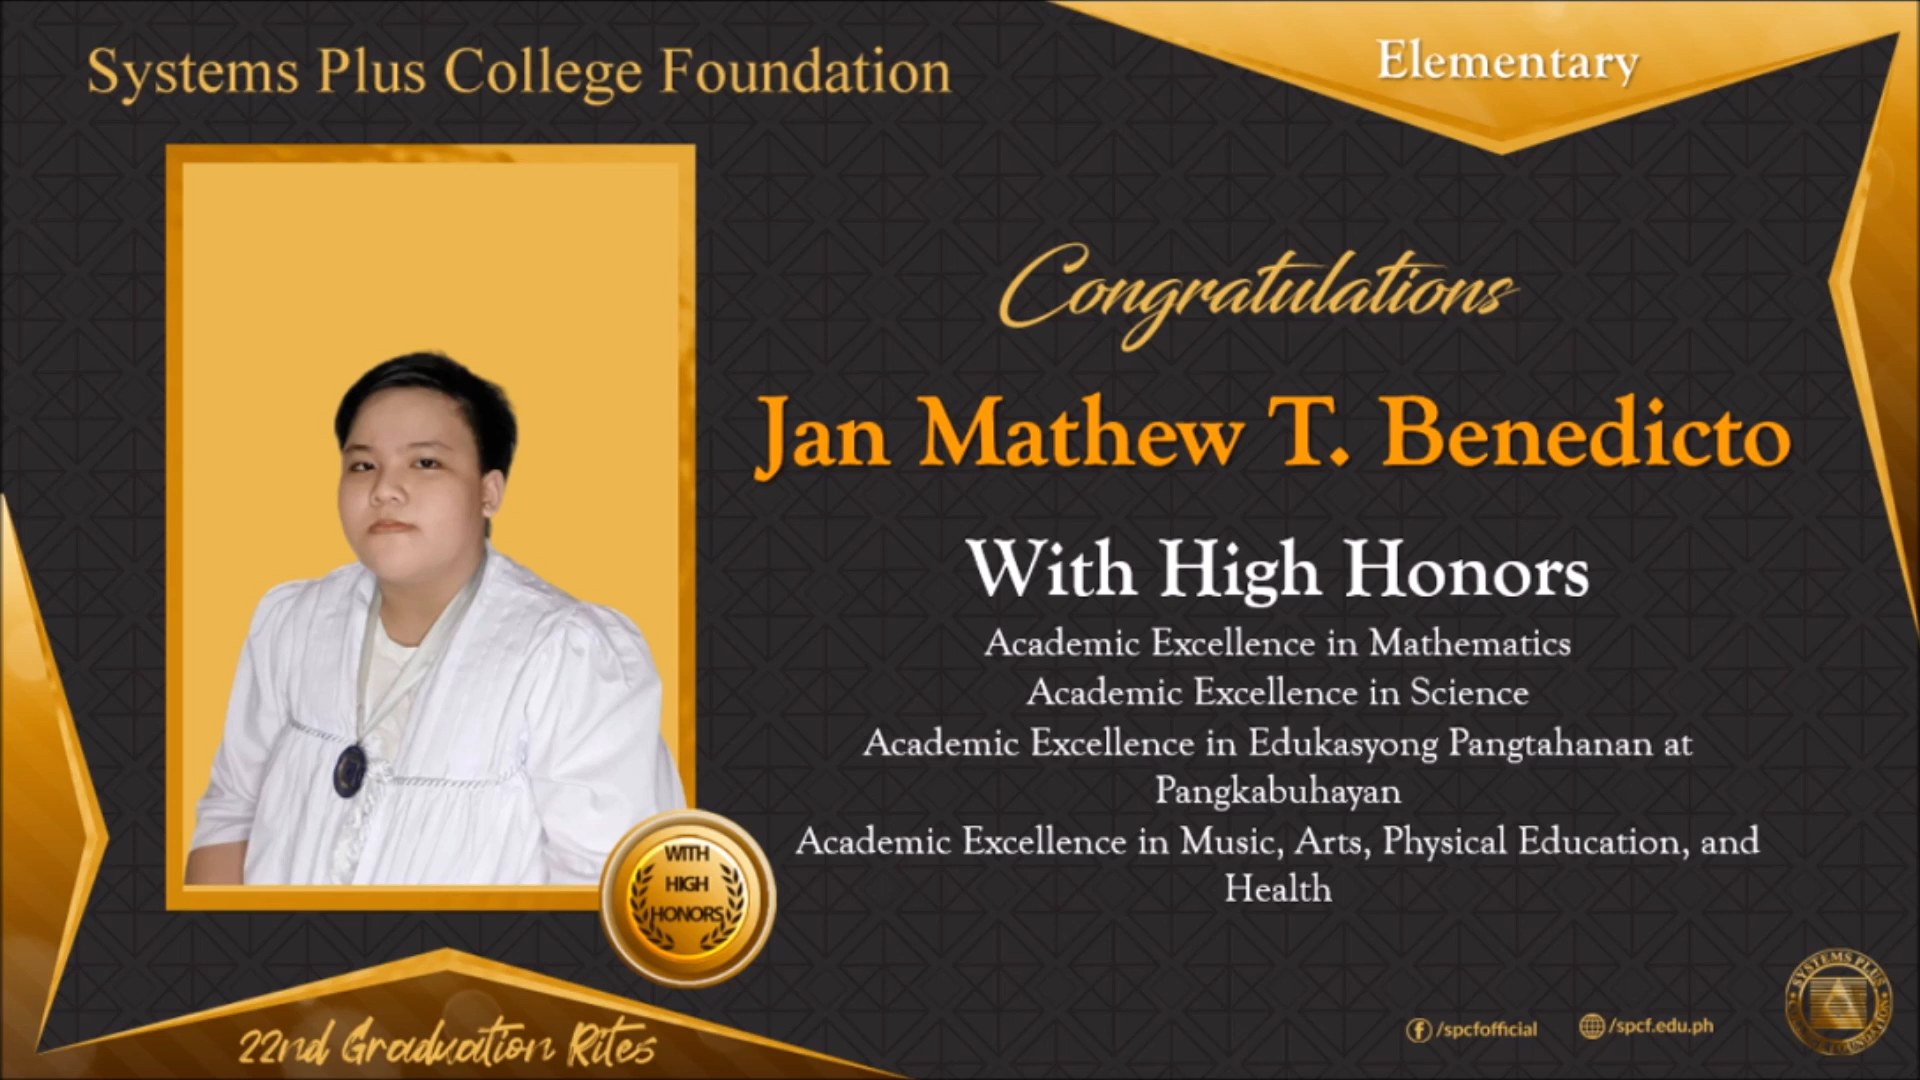 Systems Plus College Foundation
Elementary
Congratulations
Jan Mathew T. Benedicto
With High Honors
Academic Excellence in Mathematics
Academic Excellence in Science
Academic Excellence in Edukasyong Pangtahanan at
Pangkabuhayan
Academic Excellence in Music, Arts, Physical Education, and
Health
WITH
HIGH
HONORS
22nd Graduation Rites
/spcfofficial
/spcf.edu.ph
SYSTEMS PLUS
COLLEGE FOUNDATION